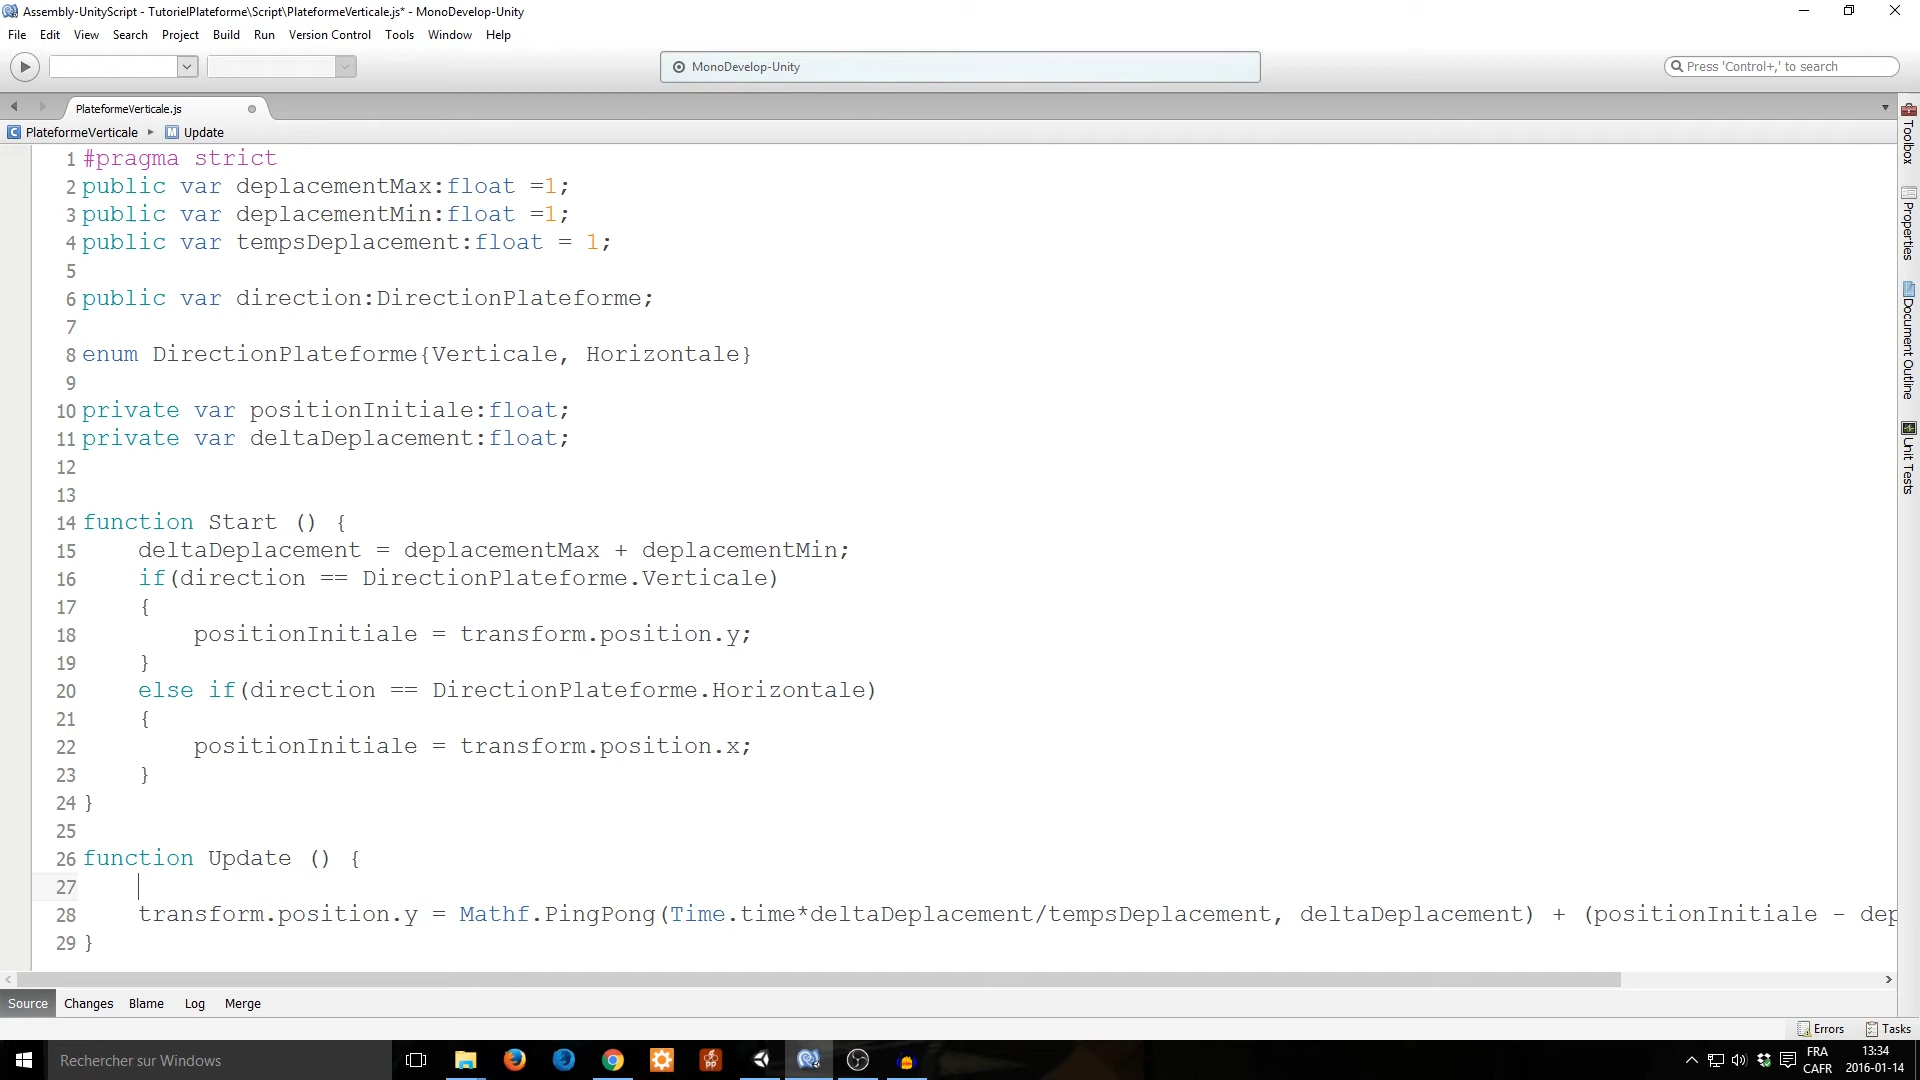 Assembly-UnityScript - TutorielPlateforme\Script\PlateformeVerticale.js* - MonoDevelop-Unity
File Edit View Search Project Build Run Version Control Tools Window Help
MonoDevelop-Unity
Press 'Control+,' to search
PlateformeVerticale.js
PlateformeVerticale Update
1 #pragma strict
2 public var deplacementMax:float =1;
3 public var deplacementMin:float =1;
4 public var tempsDeplacement:float = 1;
5
6 public var direction:DirectionPlateforme;
7
8 enum DirectionPlateforme{Verticale, Horizontale}
9
10 private var positionInitiale:float;
11 private var deltaDeplacement:float;
12
13
14 function Start () {
15 deltaDeplacement = deplacementMax + deplacementMin;
16 if(direction == DirectionPlateforme.Verticale)
17 {
18 positionInitiale = transform.position.y;
19 }
20 else if(direction == DirectionPlateforme.Horizontale)
21 {
22 positionInitiale = transform.position.x;
23 }
24 }
25
26 function Update () {
27
28 transform.position.y = Mathf.PingPong(Time.time*deltaDeplacement/tempsDeplacement, deltaDeplacement) + (positionInitiale - dep
29 }
Toolbox
Properties
Document Outline
Unit Tests
Source Changes Blame Log Merge
Errors Tasks
Rechercher sur Windows
FRA
CAFR
13:34
2016-01-14